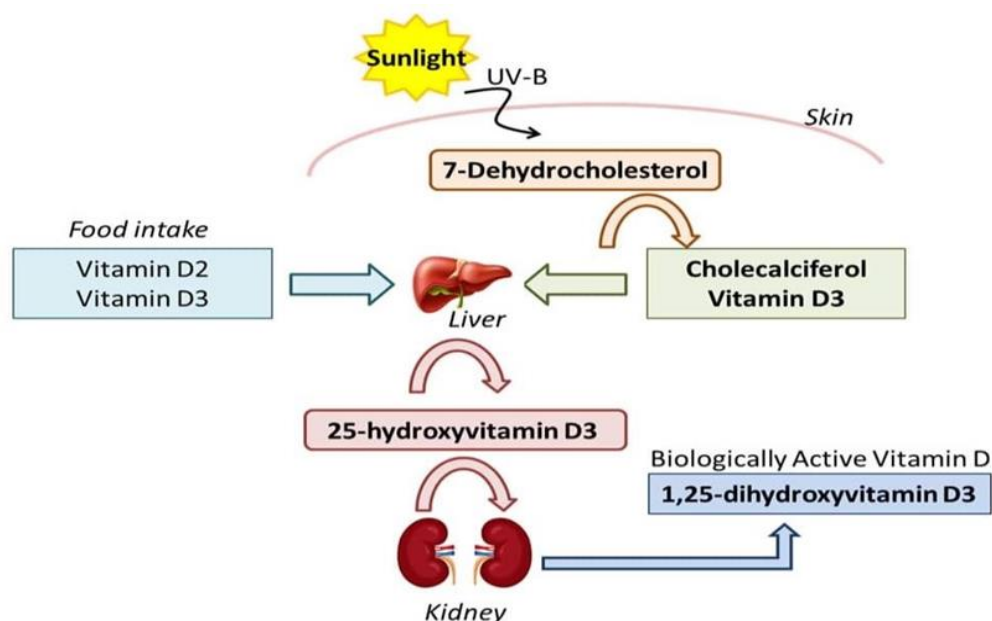 Sunlight
UV-B
Skin
7-Dehydrocholesterol
Food intake
Vitamin D2
Vitamin D3
Cholecalciferol
Vitamin D3
Liver
25-hydroxyvitamin D3
Biologically Active Vitamin D
1,25-dihydroxyvitamin D3
Kidney